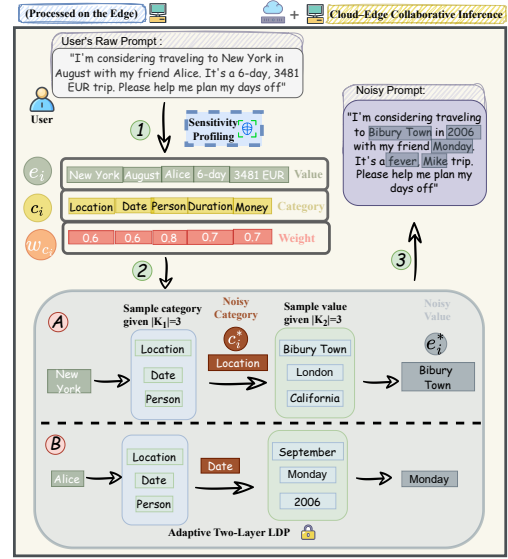 (Processed on the Edge)
+
Cloud–Edge Collaborative Inference
User's Raw Prompt :
"I'm considering traveling to New York in
August with my friend Alice. It's a 6-day, 3481
EUR trip. Please help me plan my days off"
User
1
Sensitivity
Profiling
Noisy Prompt:
"I'm considering traveling
to Bibury Town in 2006
with my friend Monday.
It's a fever, Mike trip.
Please help me plan my
days off"
e_i
New York August Alice 6-day 3481 EUR Value
c_i
Location Date Person Duration Money Category
w_{c_i}
0.6 0.6 0.8 0.7 0.7 Weight
2
3
A
Sample category
given |K₁|=3
Noisy
Category
c_i^*
Sample value
given |K₂|=3
Noisy
Value
e_i^*
New
York
Location
Date
Person
Location
Bibury Town
London
California
Bibury
Town
B
Alice
Location
Date
Person
Date
September
Monday
2006
Monday
Adaptive Two-Layer LDP